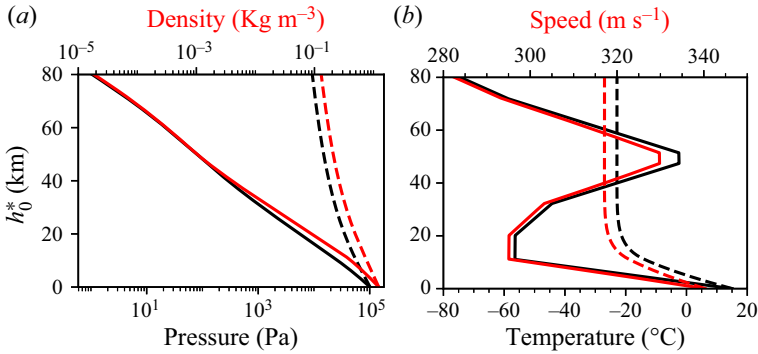 (a) Density (Kg m⁻³) (b) Speed (m s⁻¹)
10⁻⁵ 10⁻³ 10⁻¹ 280 300 320 340
80 80
60 60
40 40
20 20
0 0
h₀* (km)
10¹ 10³ 10⁵ −80 −60 −40 −20 0 20
Pressure (Pa) Temperature (°C)